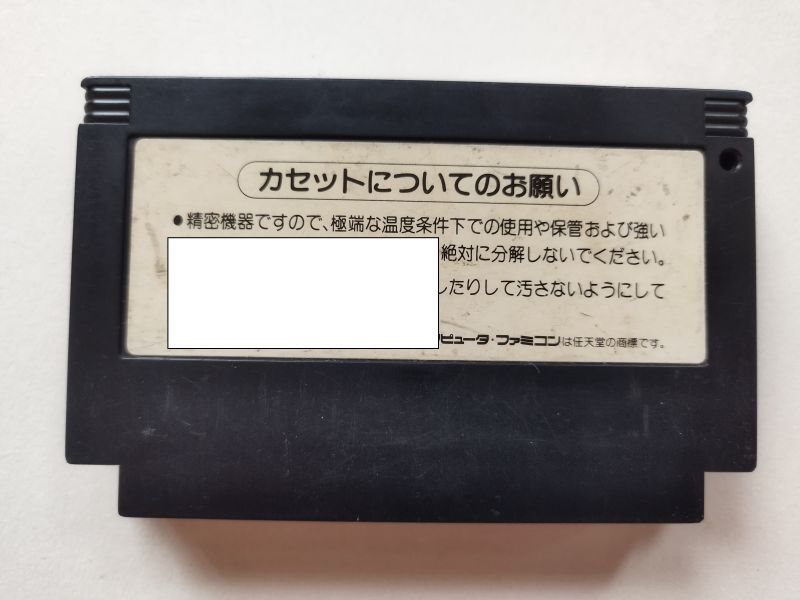 カセットについてのお願い
●精密機器ですので、極端な温度条件下での使用や保管および強い
絶対に分解しないでください。
したりして汚さないようにして
ピュータ・ファミコンは任天堂の商標です。